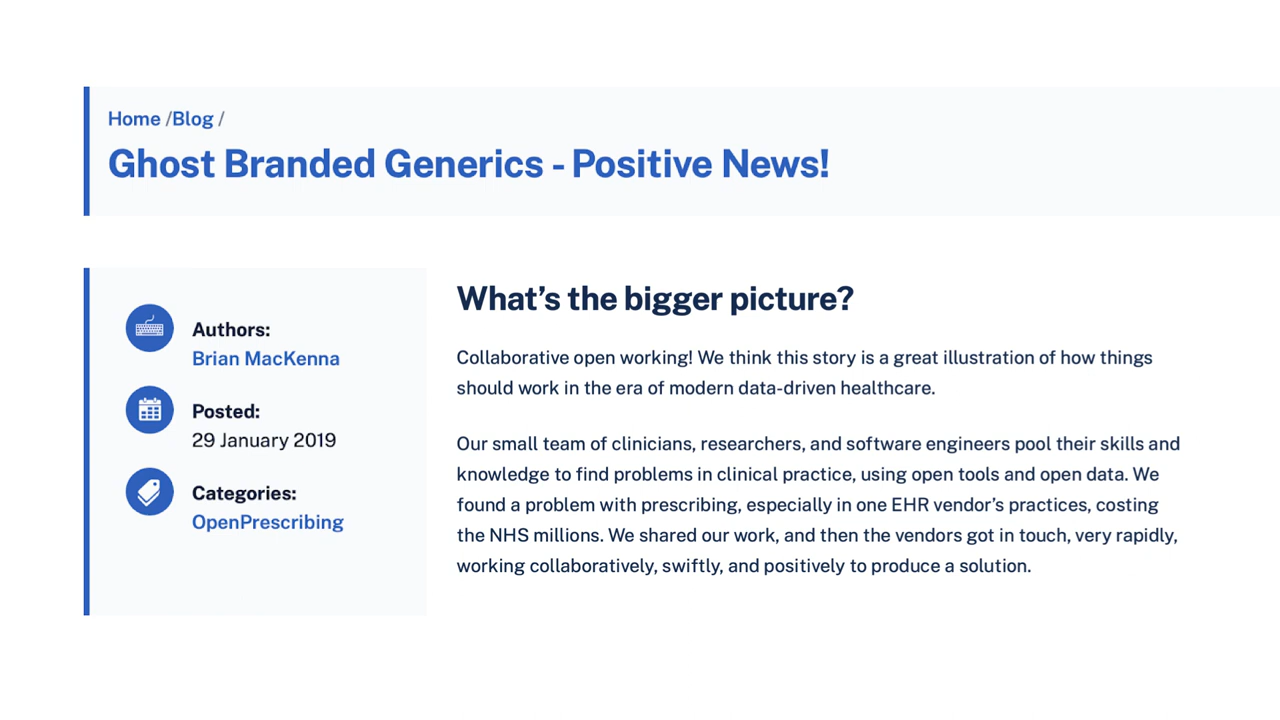 Home /Blog /
Ghost Branded Generics - Positive News!
Authors:
Brian MacKenna
Posted:
29 January 2019
Categories:
OpenPrescribing
What’s the bigger picture?
Collaborative open working! We think this story is a great illustration of how things
should work in the era of modern data-driven healthcare.
Our small team of clinicians, researchers, and software engineers pool their skills and
knowledge to find problems in clinical practice, using open tools and open data. We
found a problem with prescribing, especially in one EHR vendor’s practices, costing
the NHS millions. We shared our work, and then the vendors got in touch, very rapidly,
working collaboratively, swiftly, and positively to produce a solution.